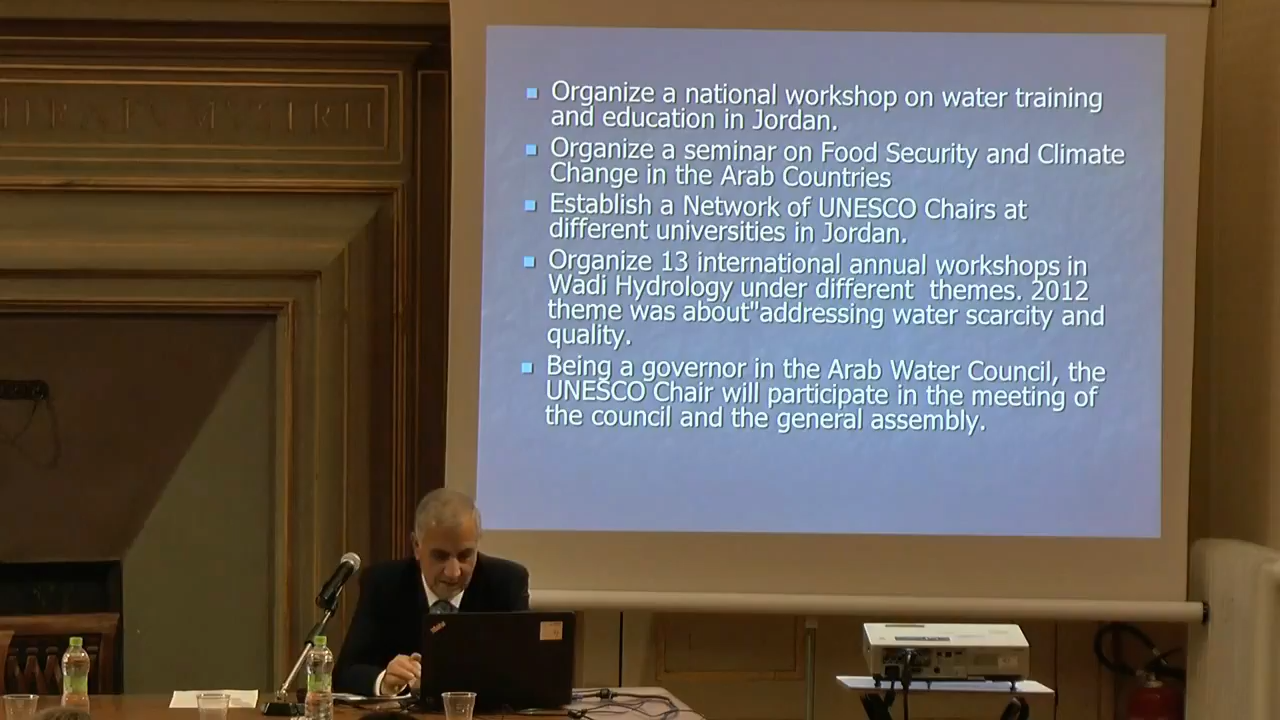 Organize a national workshop on water training
and education in Jordan.
Organize a seminar on Food Security and Climate
Change in the Arab Countries
Establish a Network of UNESCO Chairs at
different universities in Jordan.
Organize 13 international annual workshops in
Wadi Hydrology under different themes. 2012
theme was about"addressing water scarcity and
quality.
Being a governor in the Arab Water Council, the
UNESCO Chair will participate in the meeting of
the council and the general assembly.